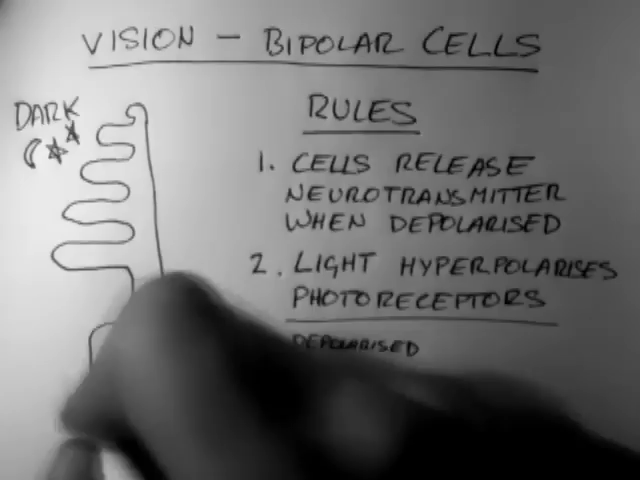 VISION - BIPOLAR CELLS
DARK
RULES
1. CELLS RELEASE
NEUROTRANSMITTER
WHEN DEPOLARISED
2. LIGHT HYPERPOLARISES
PHOTORECEPTORS
DEPOLARISED